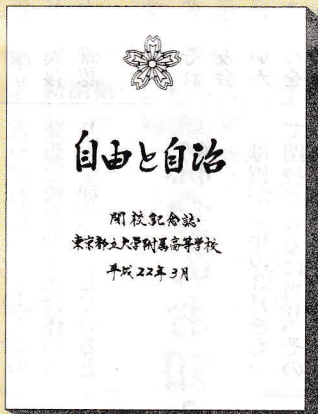 自由と自治
閉校記念誌
東京都立大学附属高等学校
平成22年3月